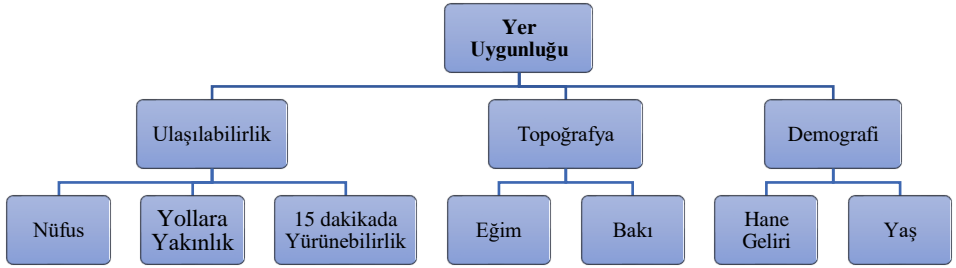 Yer
Uygunluğu
Ulaşılabilirlik
Topoğrafya
Demografi
Nüfus
Yollara
Yakınlık
15 dakikada
Yürünebilirlik
Eğim
Bakı
Hane
Geliri
Yaş